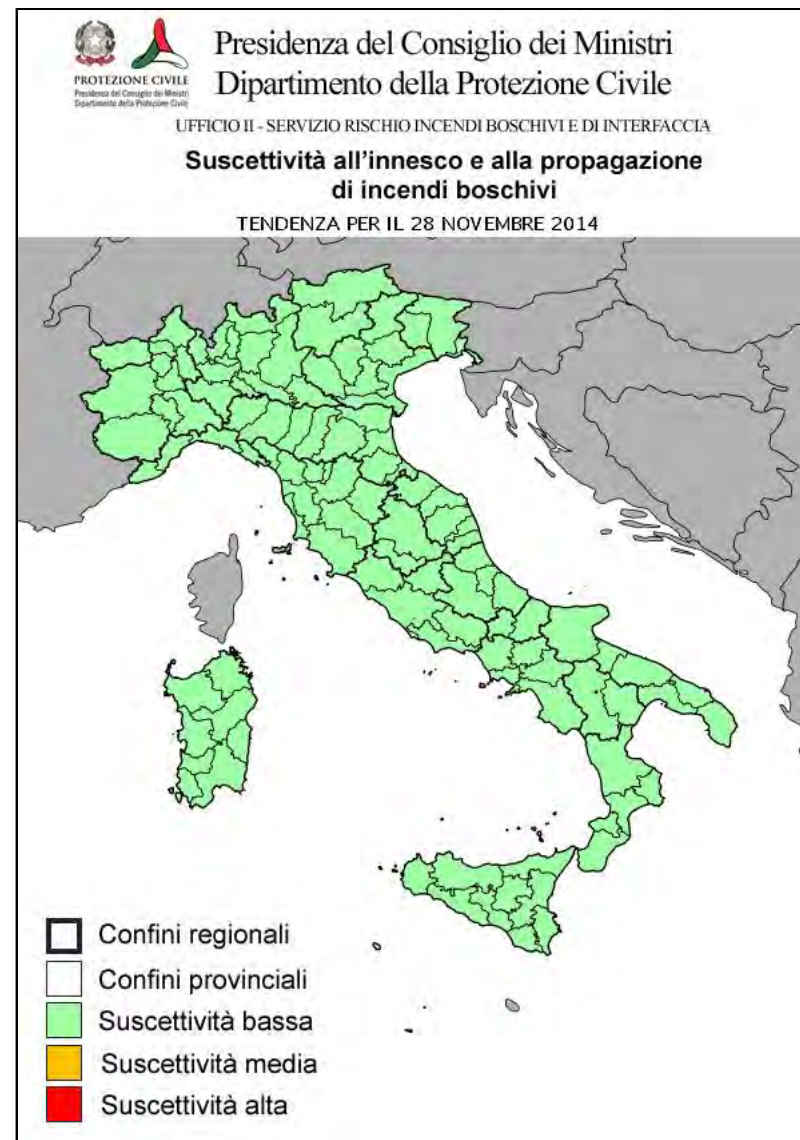 Presidenza del Consiglio dei Ministri
Dipartimento della Protezione Civile
PROTEZIONE CIVILE
Presidenza del Consiglio dei Ministri
Dipartimento della Protezione Civile
UFFICIO II - SERVIZIO RISCHIO INCENDI BOSCHIVI E DI INTERFACCIA
Suscettività all'innesco e alla propagazione
di incendi boschivi
TENDENZA PER IL 28 NOVEMBRE 2014
Confini regionali
Confini provinciali
Suscettività bassa
Suscettività media
Suscettività alta